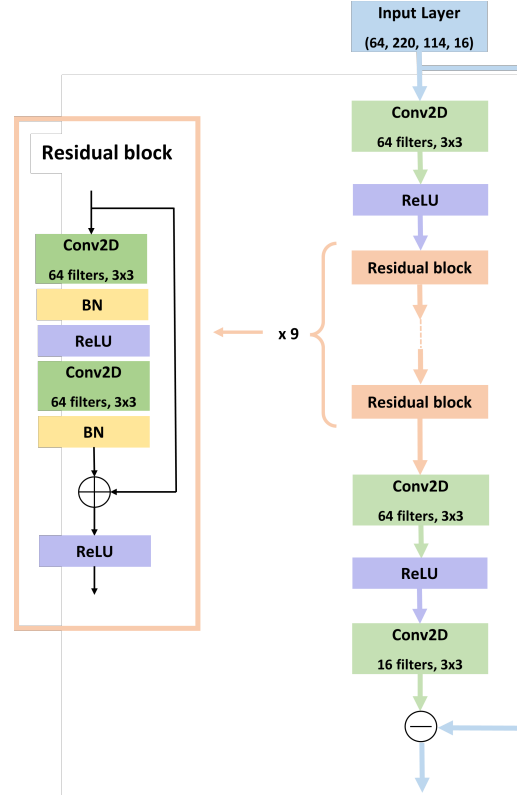 Input Layer
(64, 220, 114, 16)
Conv2D
64 filters, 3x3
ReLU
Residual block
x 9
Residual block
Conv2D
64 filters, 3x3
ReLU
Conv2D
16 filters, 3x3
Residual block
Conv2D
64 filters, 3x3
BN
ReLU
Conv2D
64 filters, 3x3
BN
ReLU